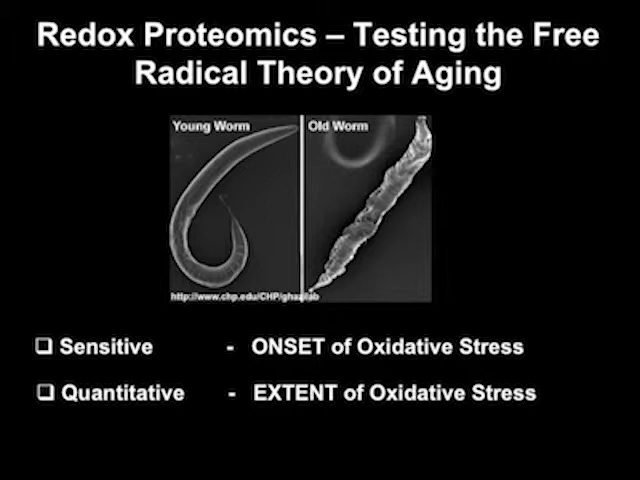 Redox Proteomics – Testing the Free
Radical Theory of Aging
Young Worm
Old Worm
http://www.chp.edu/CHP/ghazilab
Sensitive - ONSET of Oxidative Stress
Quantitative - EXTENT of Oxidative Stress